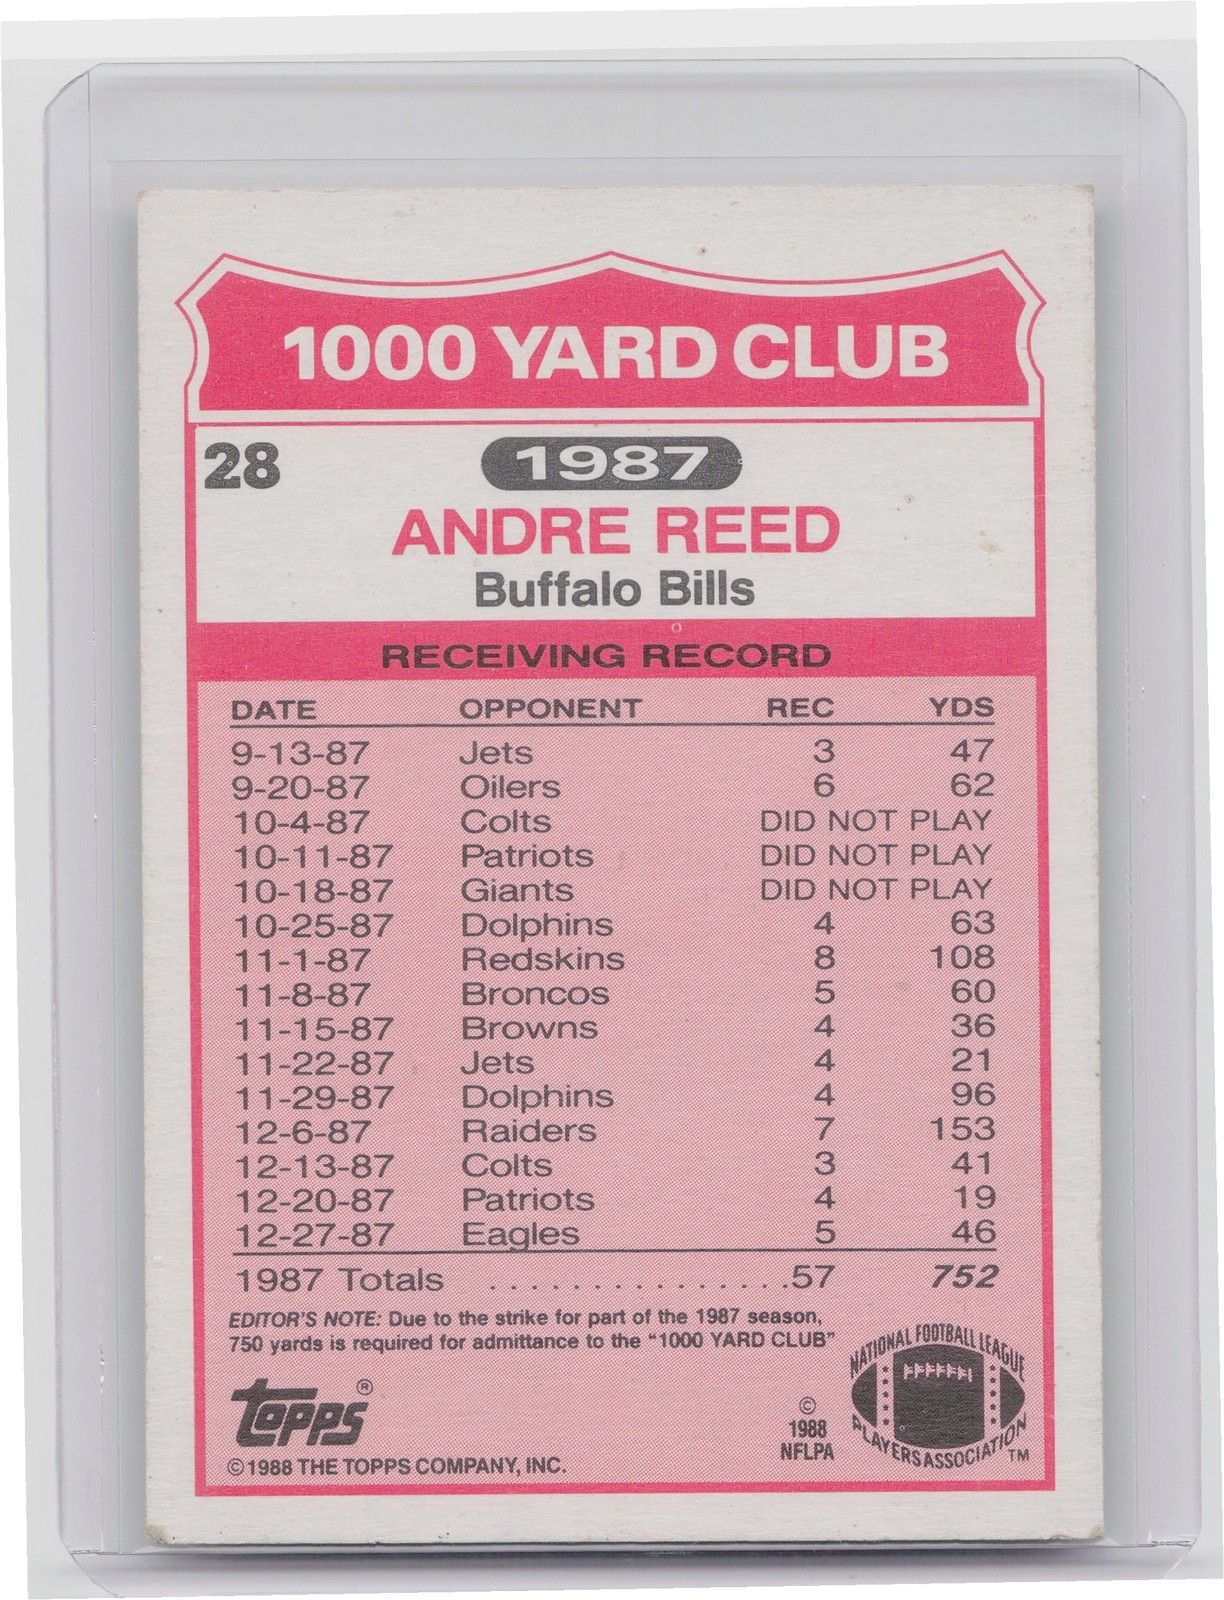 1000 YARD CLUB
28
1987
ANDRE REED
Buffalo Bills
RECEIVING RECORD
DATE OPPONENT REC YDS
9-13-87 Jets 3 47
9-20-87 Oilers 6 62
10-4-87 Colts DID NOT PLAY
10-11-87 Patriots DID NOT PLAY
10-18-87 Giants DID NOT PLAY
10-25-87 Dolphins 4 63
11-1-87 Redskins 8 108
11-8-87 Broncos 5 60
11-15-87 Browns 4 36
11-22-87 Jets 4 21
11-29-87 Dolphins 4 96
12-6-87 Raiders 7 153
12-13-87 Colts 3 41
12-20-87 Patriots 4 19
12-27-87 Eagles 5 46
1987 Totals ................57 752
EDITOR'S NOTE: Due to the strike for part of the 1987 season,
750 yards is required for admittance to the "1000 YARD CLUB"
Topps®
©1988 THE TOPPS COMPANY, INC.
©
1988
NFLPA
NATIONAL FOOTBALL LEAGUE
PLAYERS ASSOCIATION TM